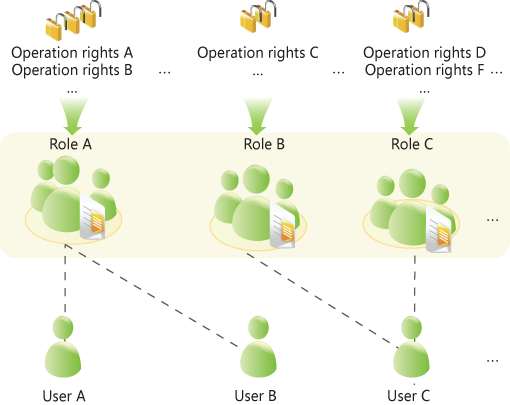 Operation rights A
Operation rights B
...
...
Operation rights C
...
...
Operation rights D
Operation rights F
...
...
Role A
Role B
Role C
...
User A
User B
User C
...